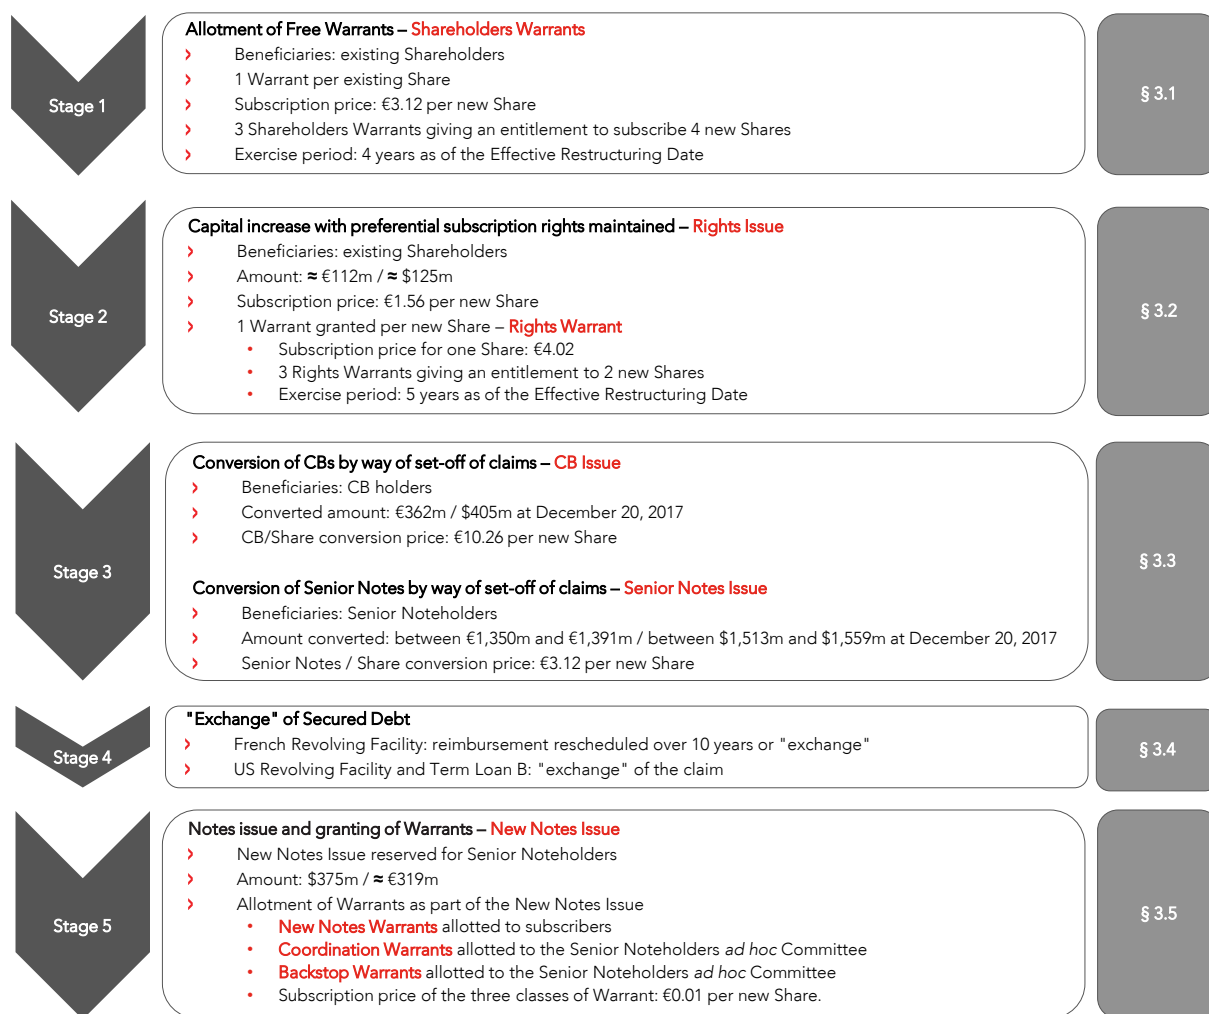 Stage 1
Allotment of Free Warrants – Shareholders Warrants
› Beneficiaries: existing Shareholders
› 1 Warrant per existing Share
› Subscription price: €3.12 per new Share
› 3 Shareholders Warrants giving an entitlement to subscribe 4 new Shares
› Exercise period: 4 years as of the Effective Restructuring Date
§ 3.1
Stage 2
Capital increase with preferential subscription rights maintained – Rights Issue
› Beneficiaries: existing Shareholders
› Amount: ≈ €112m / ≈ $125m
› Subscription price: €1.56 per new Share
› 1 Warrant granted per new Share – Rights Warrant
• Subscription price for one Share: €4.02
• 3 Rights Warrants giving an entitlement to 2 new Shares
• Exercise period: 5 years as of the Effective Restructuring Date
§ 3.2
Stage 3
Conversion of CBs by way of set-off of claims – CB Issue
› Beneficiaries: CB holders
› Converted amount: €362m / $405m at December 20, 2017
› CB/Share conversion price: €10.26 per new Share
Conversion of Senior Notes by way of set-off of claims – Senior Notes Issue
› Beneficiaries: Senior Noteholders
› Amount converted: between €1,350m and €1,391m / between $1,513m and $1,559m at December 20, 2017
› Senior Notes / Share conversion price: €3.12 per new Share
§ 3.3
Stage 4
"Exchange" of Secured Debt
› French Revolving Facility: reimbursement rescheduled over 10 years or "exchange"
› US Revolving Facility and Term Loan B: "exchange" of the claim
§ 3.4
Stage 5
Notes issue and granting of Warrants – New Notes Issue
› New Notes Issue reserved for Senior Noteholders
› Amount: $375m / ≈ €319m
› Allotment of Warrants as part of the New Notes Issue
• New Notes Warrants allotted to subscribers
• Coordination Warrants allotted to the Senior Noteholders ad hoc Committee
• Backstop Warrants allotted to the Senior Noteholders ad hoc Committee
• Subscription price of the three classes of Warrant: €0.01 per new Share.
§ 3.5